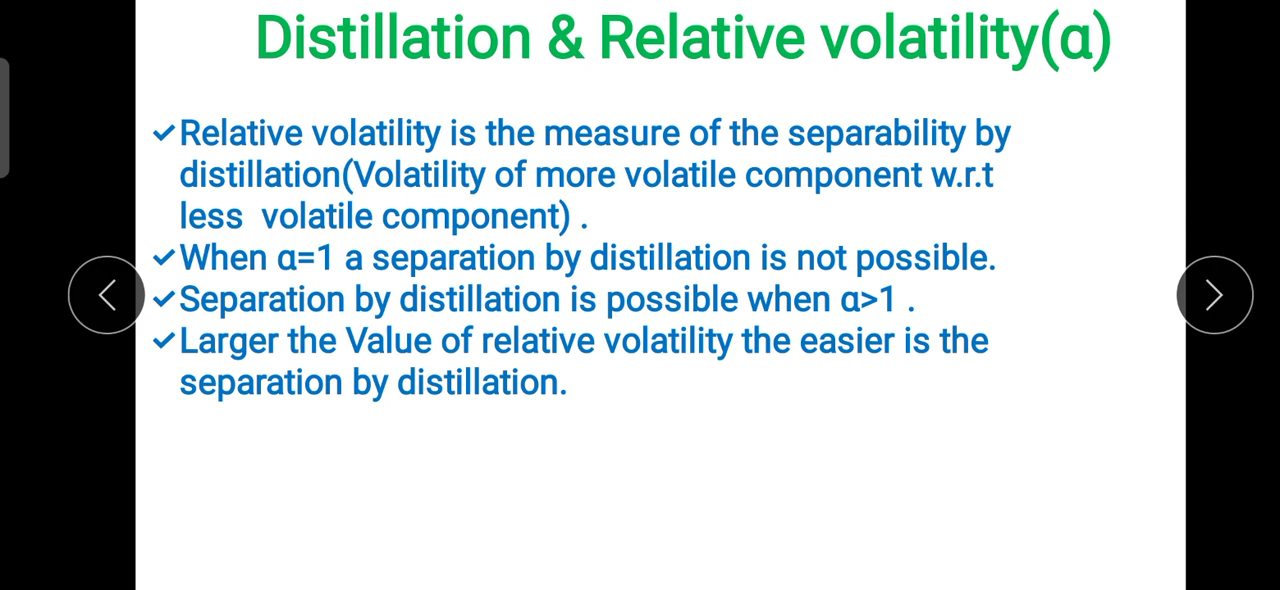 Distillation & Relative volatility(α)
✓Relative volatility is the measure of the separability by
distillation(Volatility of more volatile component w.r.t
less  volatile component) .
✓When α=1 a separation by distillation is not possible.
✓Separation by distillation is possible when α>1 .
✓Larger the Value of relative volatility the easier is the
separation by distillation.